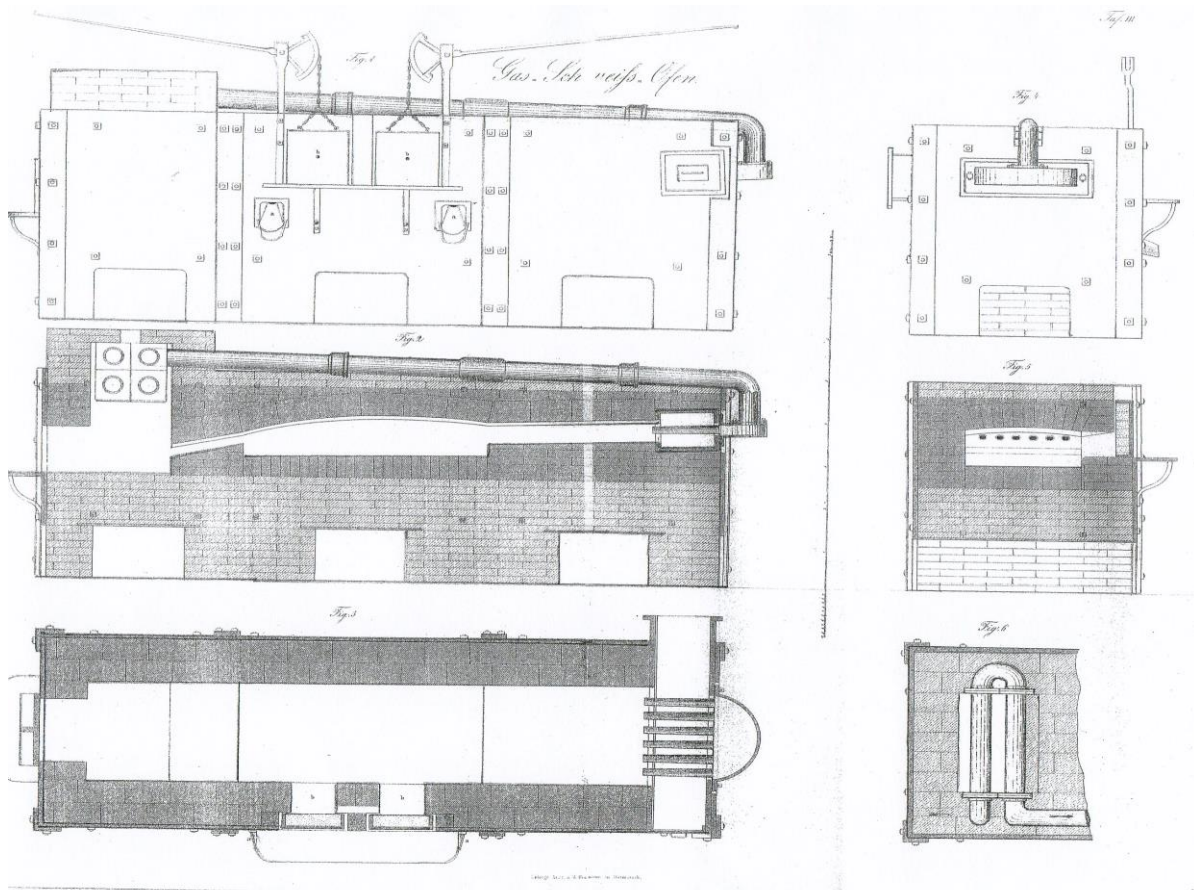 Taf. III
Fig. 1
Gas-Schweiß-Ofen.
Fig. 4
b
b
a
a
Fig. 2
Fig. 5
Fig. 3
Fig. 6
b
b